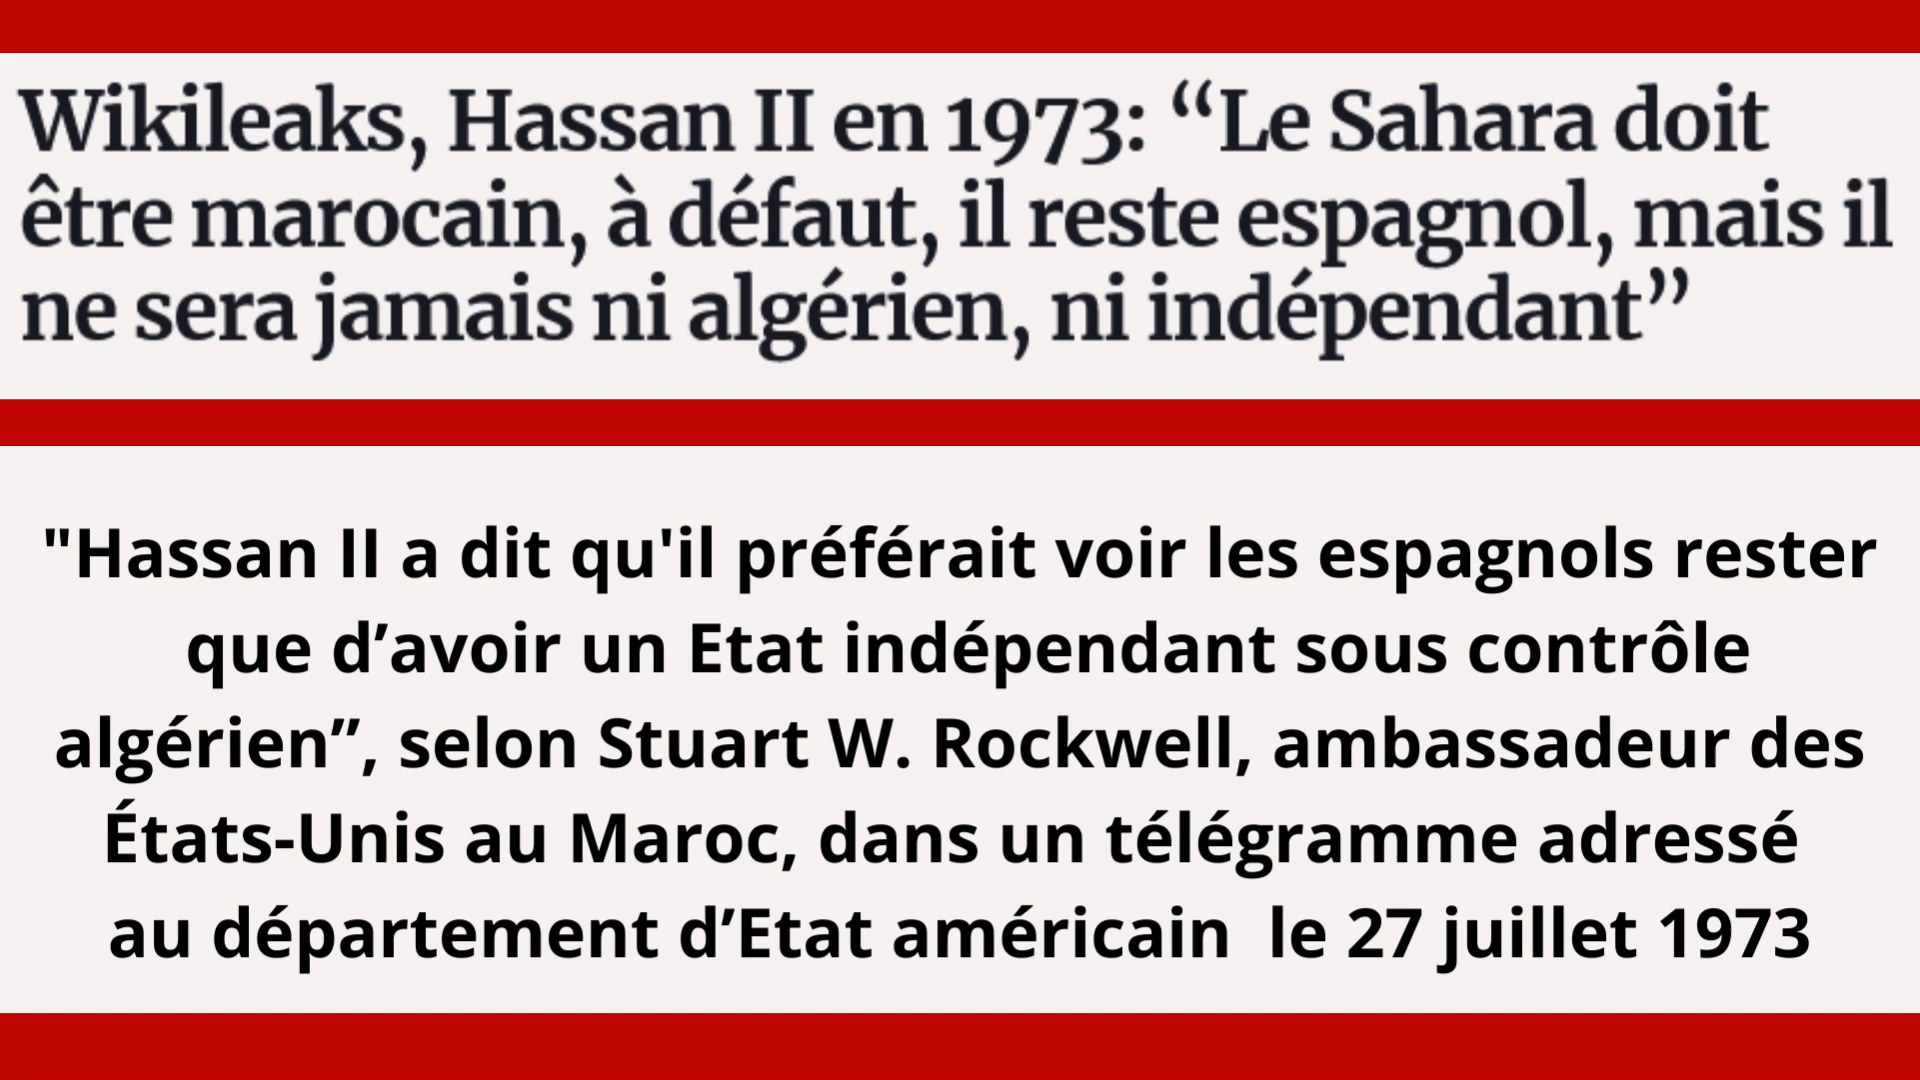 Wikileaks, Hassan II en 1973: “Le Sahara doit
être marocain, à défaut, il reste espagnol, mais il
ne sera jamais ni algérien, ni indépendant”
"Hassan II a dit qu'il préférait voir les espagnols rester
que d’avoir un Etat indépendant sous contrôle
algérien”, selon Stuart W. Rockwell, ambassadeur des
États-Unis au Maroc, dans un télégramme adressé
au département d’Etat américain  le 27 juillet 1973